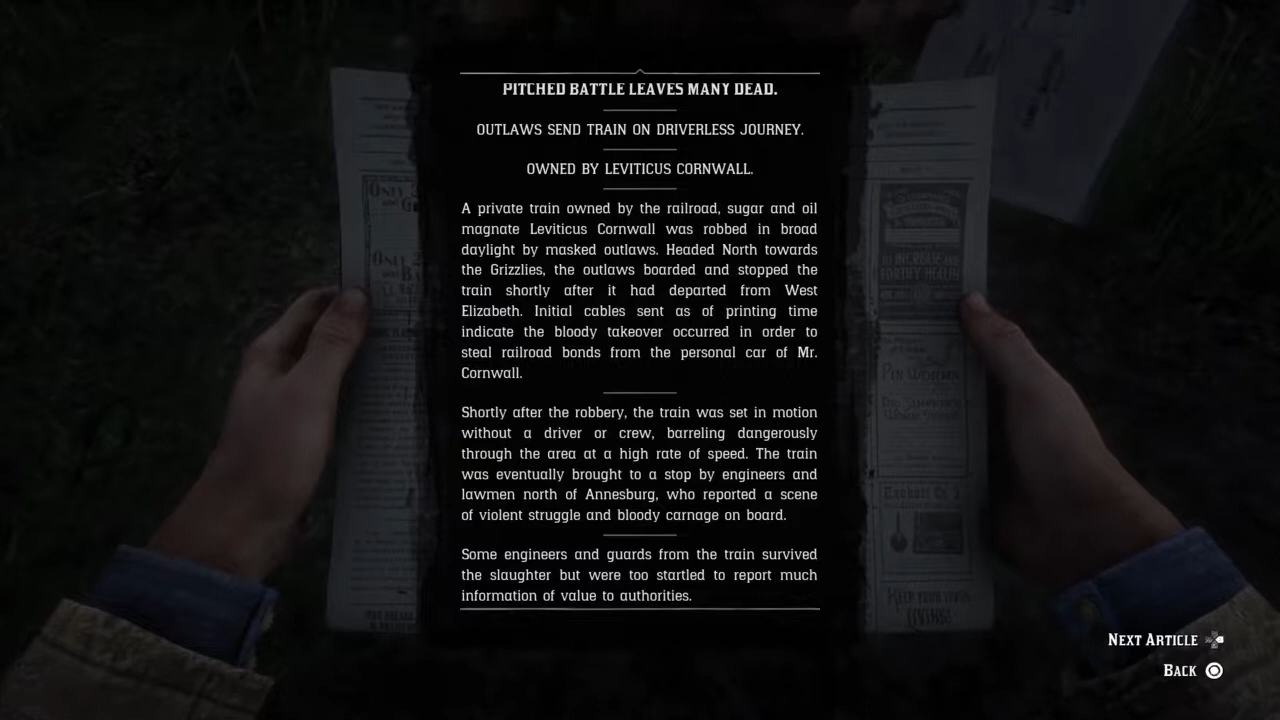 PITCHED BATTLE LEAVES MANY DEAD.
OUTLAWS SEND TRAIN ON DRIVERLESS JOURNEY.
OWNED BY LEVITICUS CORNWALL.
A private train owned by the railroad, sugar and oil
magnate Leviticus Cornwall was robbed in broad
daylight by masked outlaws. Headed North towards
the Grizzlies, the outlaws boarded and stopped the
train shortly after it had departed from West
Elizabeth. Initial cables sent as of printing time
indicate the bloody takeover occurred in order to
steal railroad bonds from the personal car of Mr.
Cornwall.
Shortly after the robbery, the train was set in motion
without a driver or crew, barreling dangerously
through the area at a high rate of speed. The train
was eventually brought to a stop by engineers and
lawmen north of Annesburg, who reported a scene
of violent struggle and bloody carnage on board.
Some engineers and guards from the train survived
the slaughter but were too startled to report much
information of value to authorities.
NEXT ARTICLE
BACK